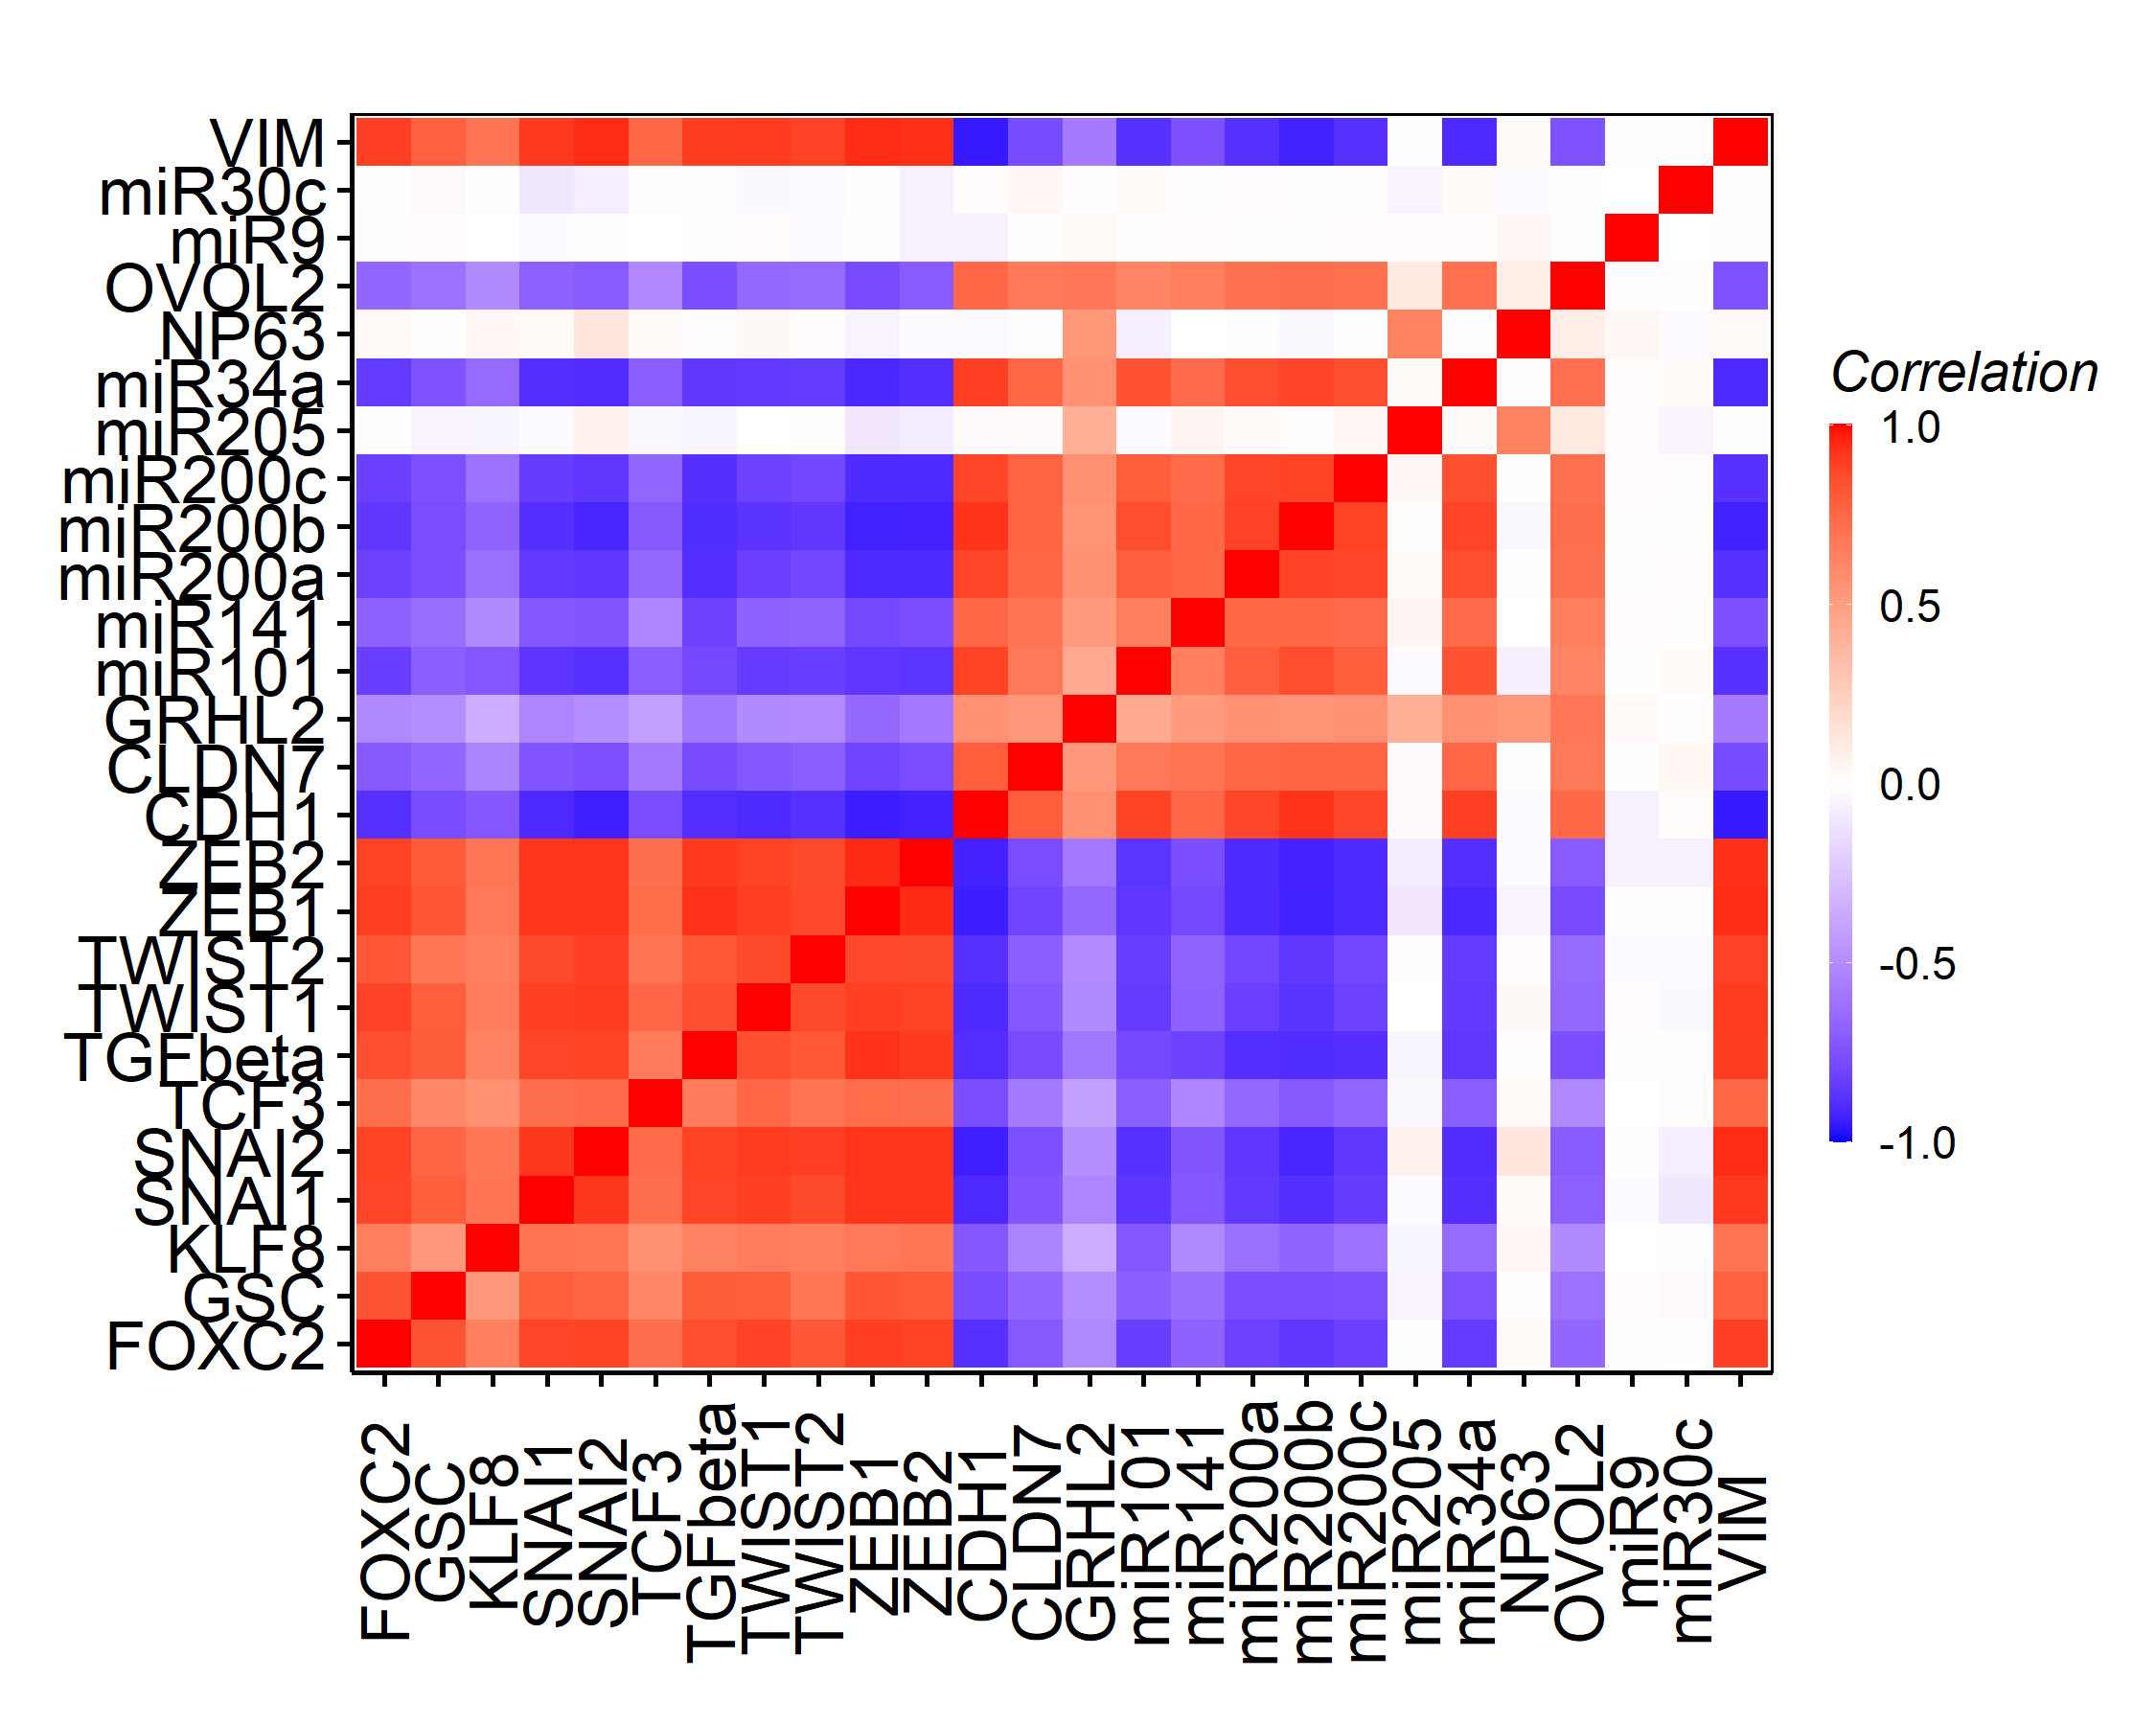 VIM
miR30c
miR9
OVOL2
NP63
miR34a
miR205
miR200c
miR200b
miR200a
miR141
miR101
GRHL2
CLDN7
CDH1
ZEB2
ZEB1
TWIST2
TWIST1
TGFbeta
TCF3
SNAI2
SNAI1
KLF8
GSC
FOXC2
FOXC2
GSC
KLF8
SNAI1
SNAI2
TCF3
TGFbeta
TWIST1
TWIST2
ZEB1
ZEB2
CDH1
CLDN7
GRHL2
miR101
miR141
miR200a
miR200b
miR200c
miR205
miR34a
NP63
OVOL2
miR9
miR30c
VIM
Correlation
1.0
0.5
0.0
-0.5
-1.0